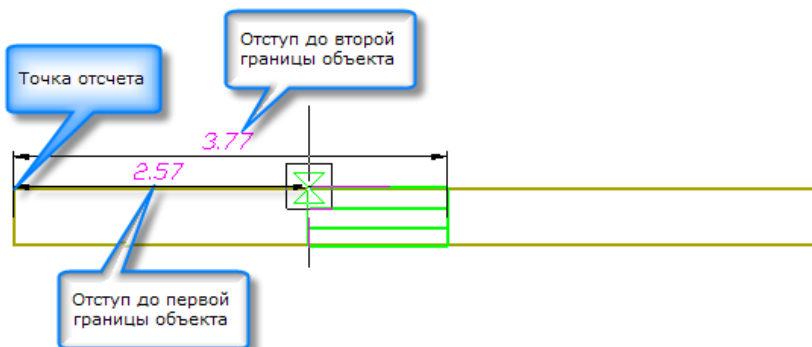 Отступ до второй
границы объекта
Точка отсчета
3.77
2.57
Отступ до первой
границы объекта